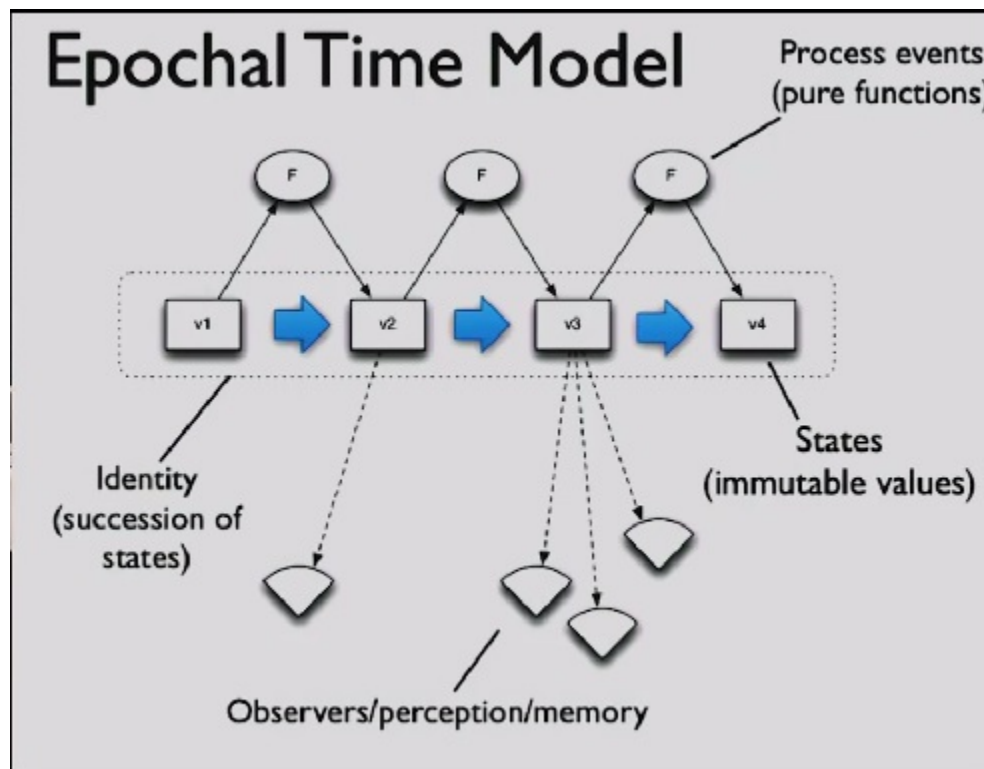 Epochal Time Model
Process events
(pure functions)
F
F
F
v1
v2
v3
v4
Identity
(succession of
states)
States
(immutable values)
Observers/perception/memory